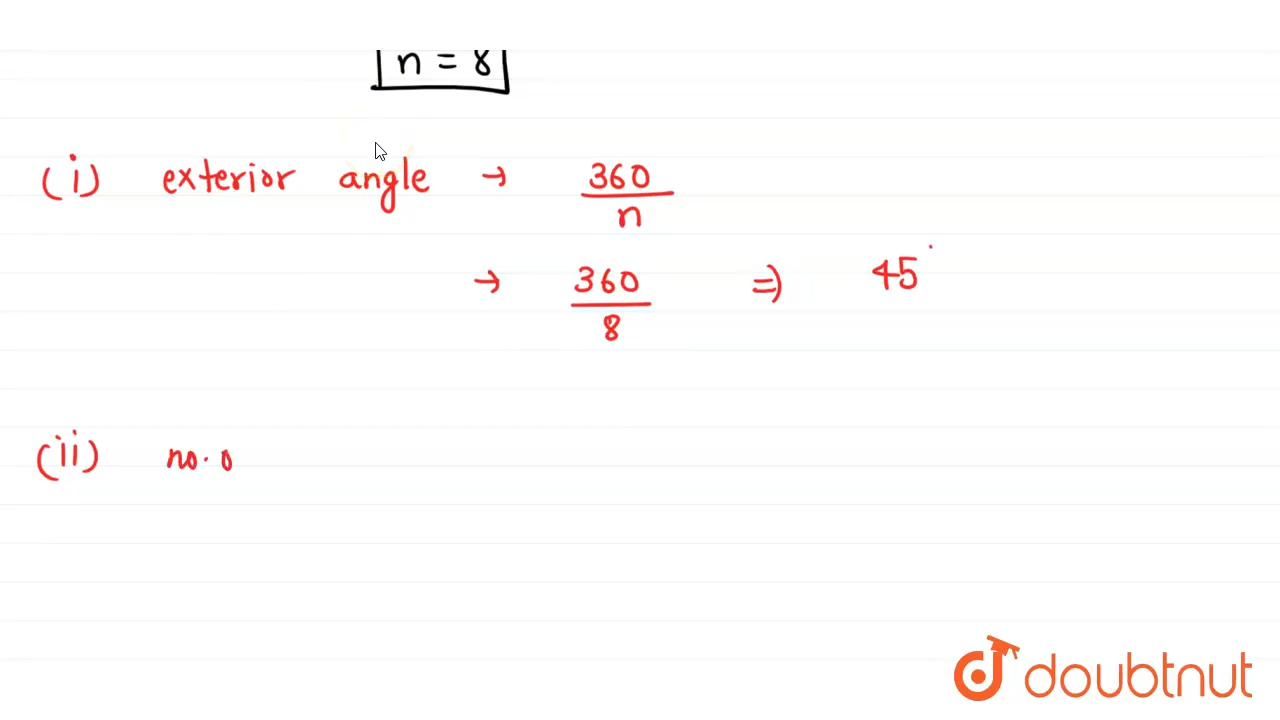 n = 8
(i) exterior angle → 360/n
→ 360/8 ⇒ 45°
(ii) no. o
doubtnut